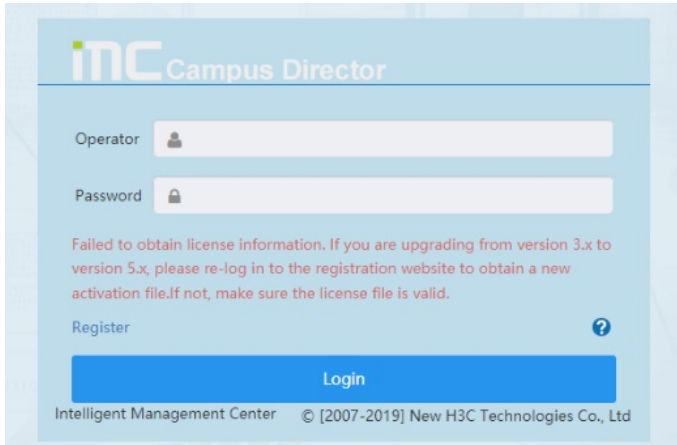 iMC Campus Director
Operator
Password
Failed to obtain license information. If you are upgrading from version 3.x to
version 5.x, please re-log in to the registration website to obtain a new
activation file.If not, make sure the license file is valid.
Register
Login
Intelligent Management Center © [2007-2019] New H3C Technologies Co., Ltd